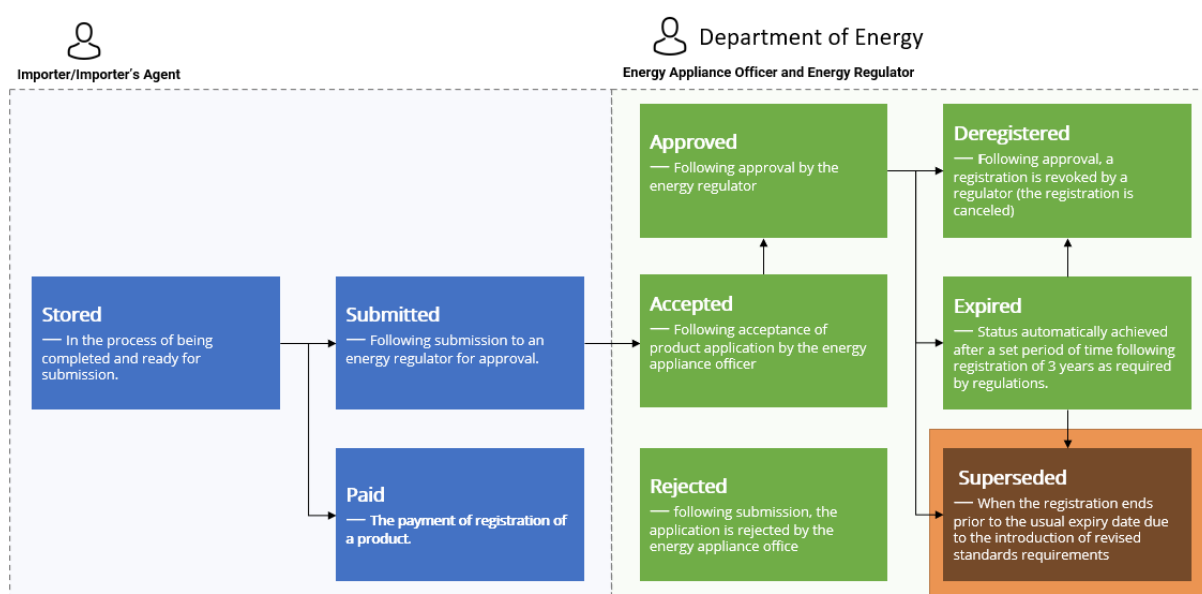 Importer/Importer's Agent
Department of Energy
Energy Appliance Officer and Energy Regulator
Stored
— In the process of being
completed and ready for
submission.
Submitted
— Following submission to an
energy regulator for approval.
Paid
— The payment of registration of
a product.
Approved
— Following approval by the
energy regulator
Accepted
— Following acceptance of
product application by the energy
appliance officer
Rejected
— following submission, the
application is rejected by the
energy appliance office
Deregistered
— Following approval, a
registration is revoked by a
regulator (the registration is
canceled)
Expired
— Status automatically achieved
after a set period of time following
registration of 3 years as required
by regulations.
Superseded
— When the registration ends
prior to the usual expiry date due
to the introduction of revised
standards requirements